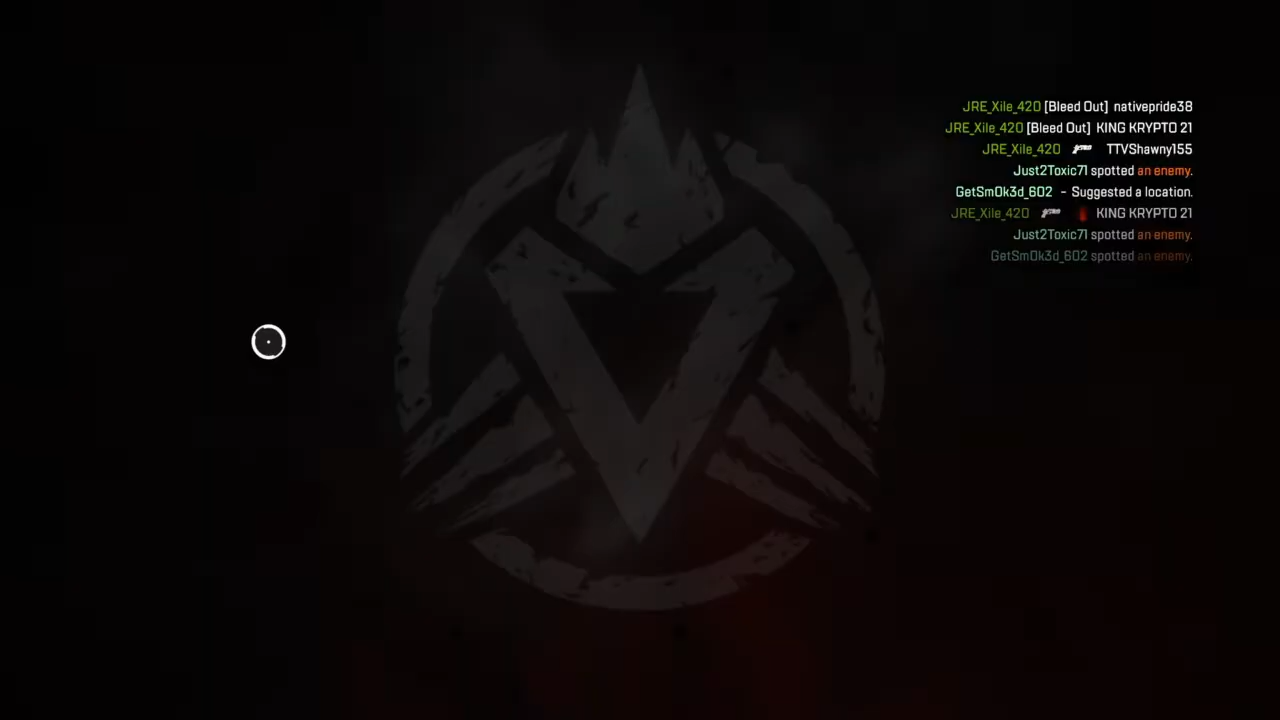 JRE_Xile_420 [Bleed Out] nativepride38
JRE_Xile_420 [Bleed Out] KING KRYPTO 21
JRE_Xile_420 TTVShawny155
Just2Toxic71 spotted an enemy.
GetSm0k3d_602 - Suggested a location.
JRE_Xile_420 KING KRYPTO 21
Just2Toxic71 spotted an enemy.
GetSm0k3d_602 spotted an enemy.